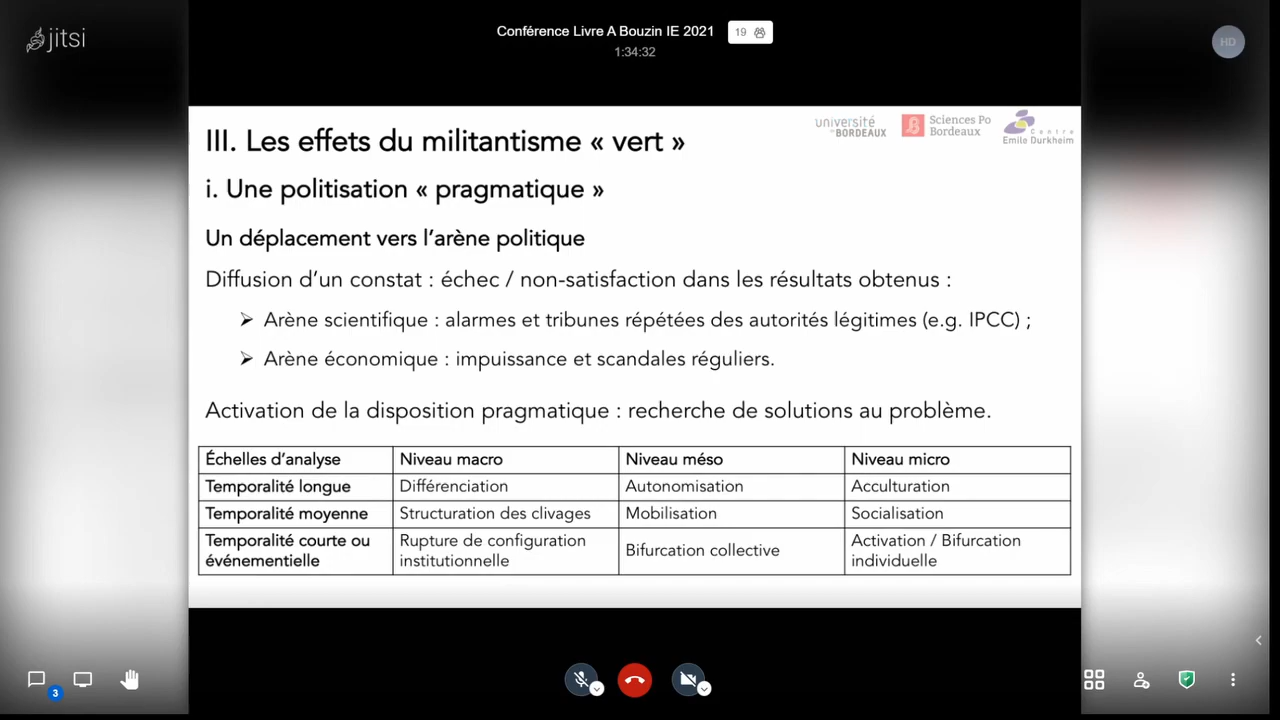 jitsi
Conférence Livre A Bouzin IE 2021
19
1:34:32
HD
III. Les effets du militantisme « vert »
université
de BORDEAUX
Sciences Po
Bordeaux
Centre
Emile Durkheim
i. Une politisation « pragmatique »
Un déplacement vers l’arène politique
Diffusion d’un constat : échec / non-satisfaction dans les résultats obtenus :
➢ Arène scientifique : alarmes et tribunes répétées des autorités légitimes (e.g. IPCC) ;
➢ Arène économique : impuissance et scandales réguliers.
Activation de la disposition pragmatique : recherche de solutions au problème.
Échelles d’analyse Niveau macro Niveau méso Niveau micro
Temporalité longue Différenciation Autonomisation Acculturation
Temporalité moyenne Structuration des clivages Mobilisation Socialisation
Temporalité courte ou événementielle Rupture de configuration institutionnelle Bifurcation collective Activation / Bifurcation individuelle
3